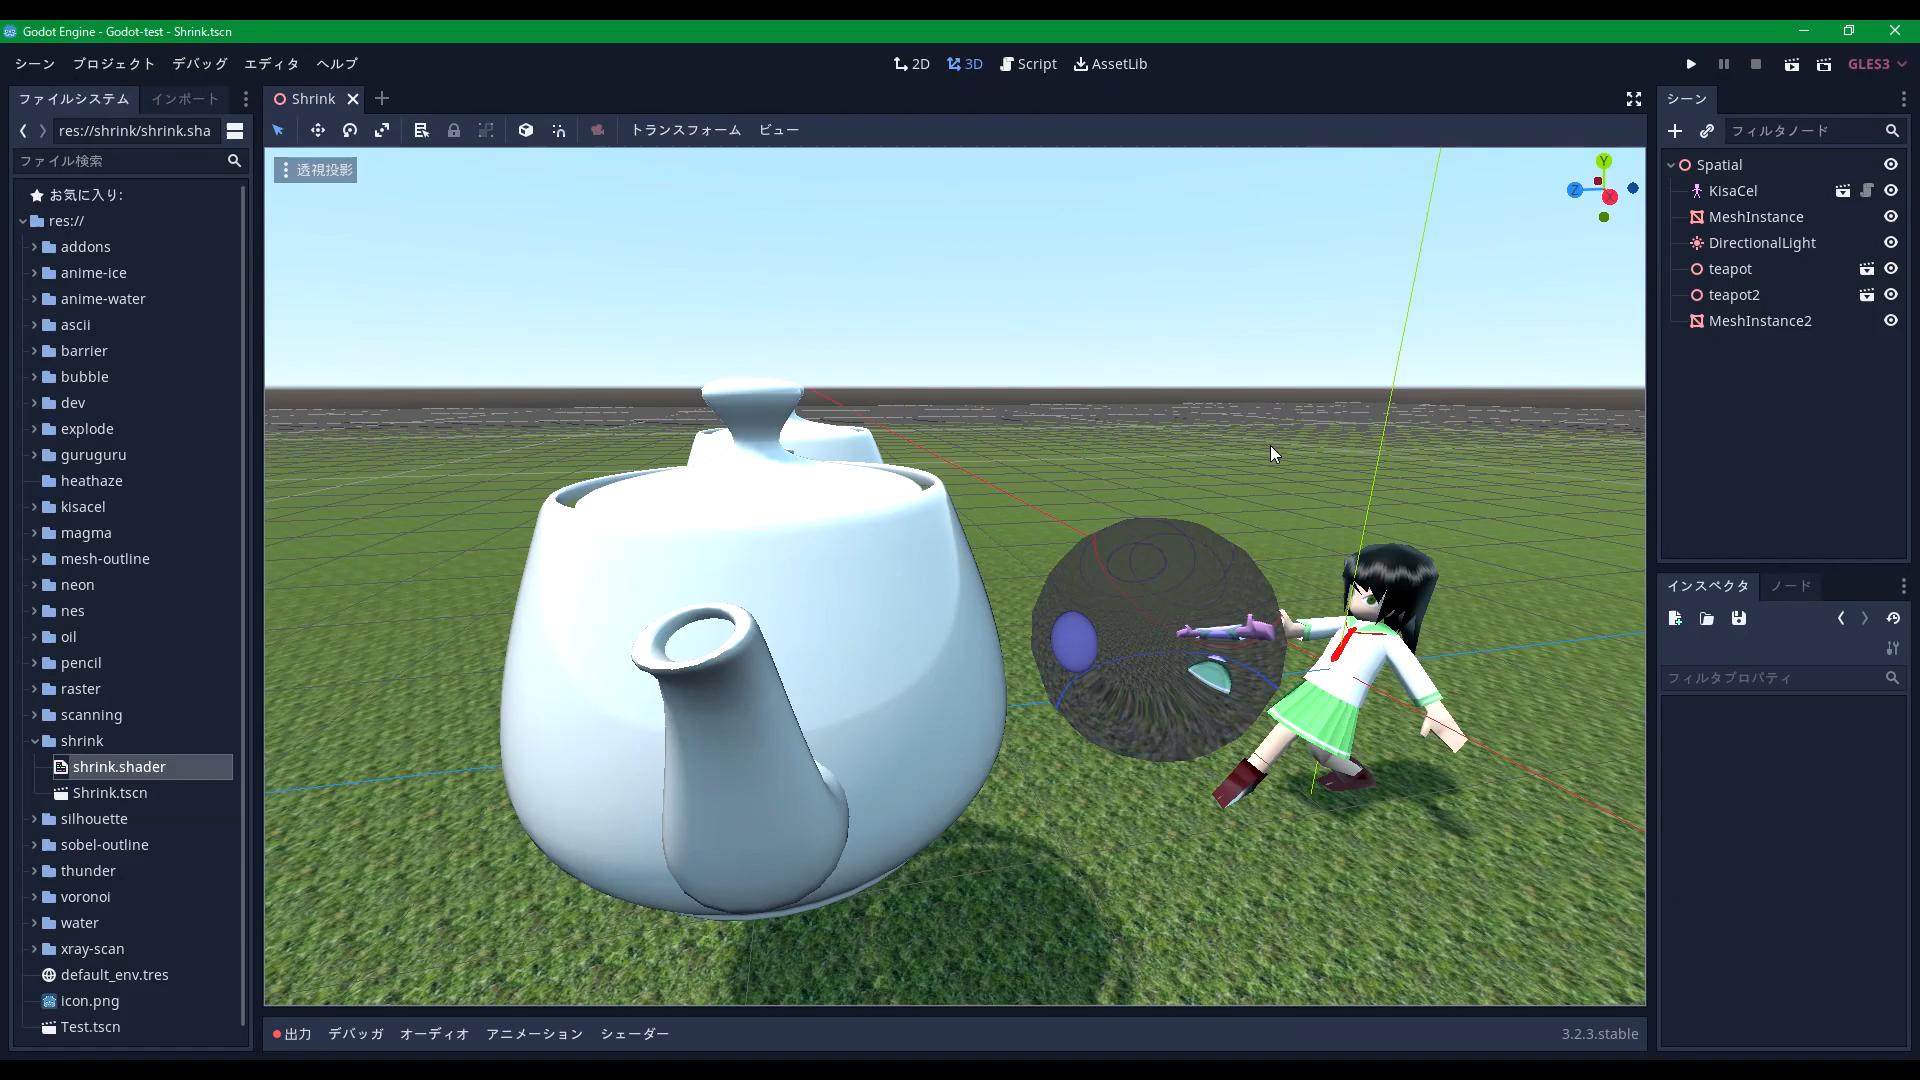 Godot Engine - Godot-test - Shrink.tscn
シーン プロジェクト デバッグ エディタ ヘルプ
2D 3D Script AssetLib
GLES3
ファイルシステム インポート
res://shrink/shrink.sha
ファイル検索
お気に入り:
res://
addons
anime-ice
anime-water
ascii
barrier
bubble
dev
explode
guruguru
heathaze
kisacel
magma
mesh-outline
neon
nes
oil
pencil
raster
scanning
shrink
shrink.shader
Shrink.tscn
silhouette
sobel-outline
thunder
voronoi
water
xray-scan
default_env.tres
icon.png
Test.tscn
Shrink
トランスフォーム ビュー
透視投影
Y
Z
X
出力 デバッガ オーディオ アニメーション シェーダー
3.2.3.stable
シーン
フィルタノード
Spatial
KisaCel
MeshInstance
DirectionalLight
teapot
teapot2
MeshInstance2
インスペクタ ノード
フィルタプロパティ